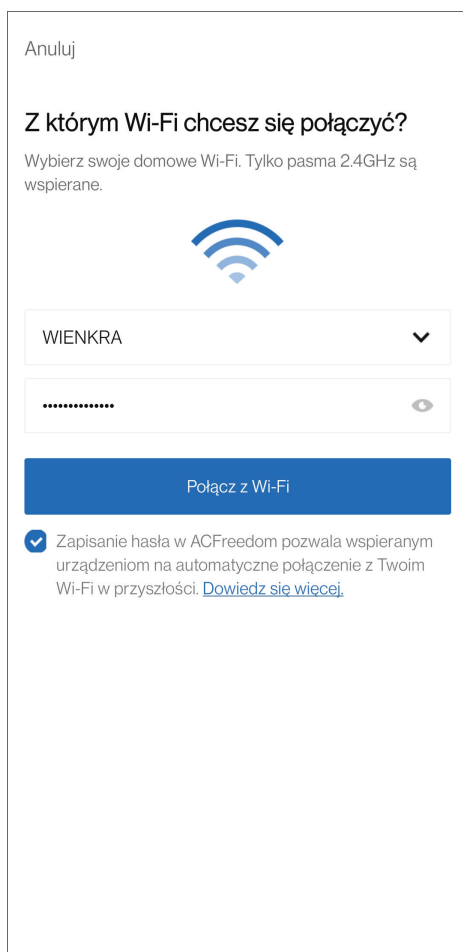 Anuluj
Z którym Wi-Fi chcesz się połączyć?
Wybierz swoje domowe Wi-Fi. Tylko pasma 2.4GHz są
wspierane.
WIENKRA
••••••••••••••
Połącz z Wi-Fi
Zapisanie hasła w ACFreedom pozwala wspieranym
urządzeniom na automatyczne połączenie z Twoim
Wi-Fi w przyszłości. Dowiedz się więcej.